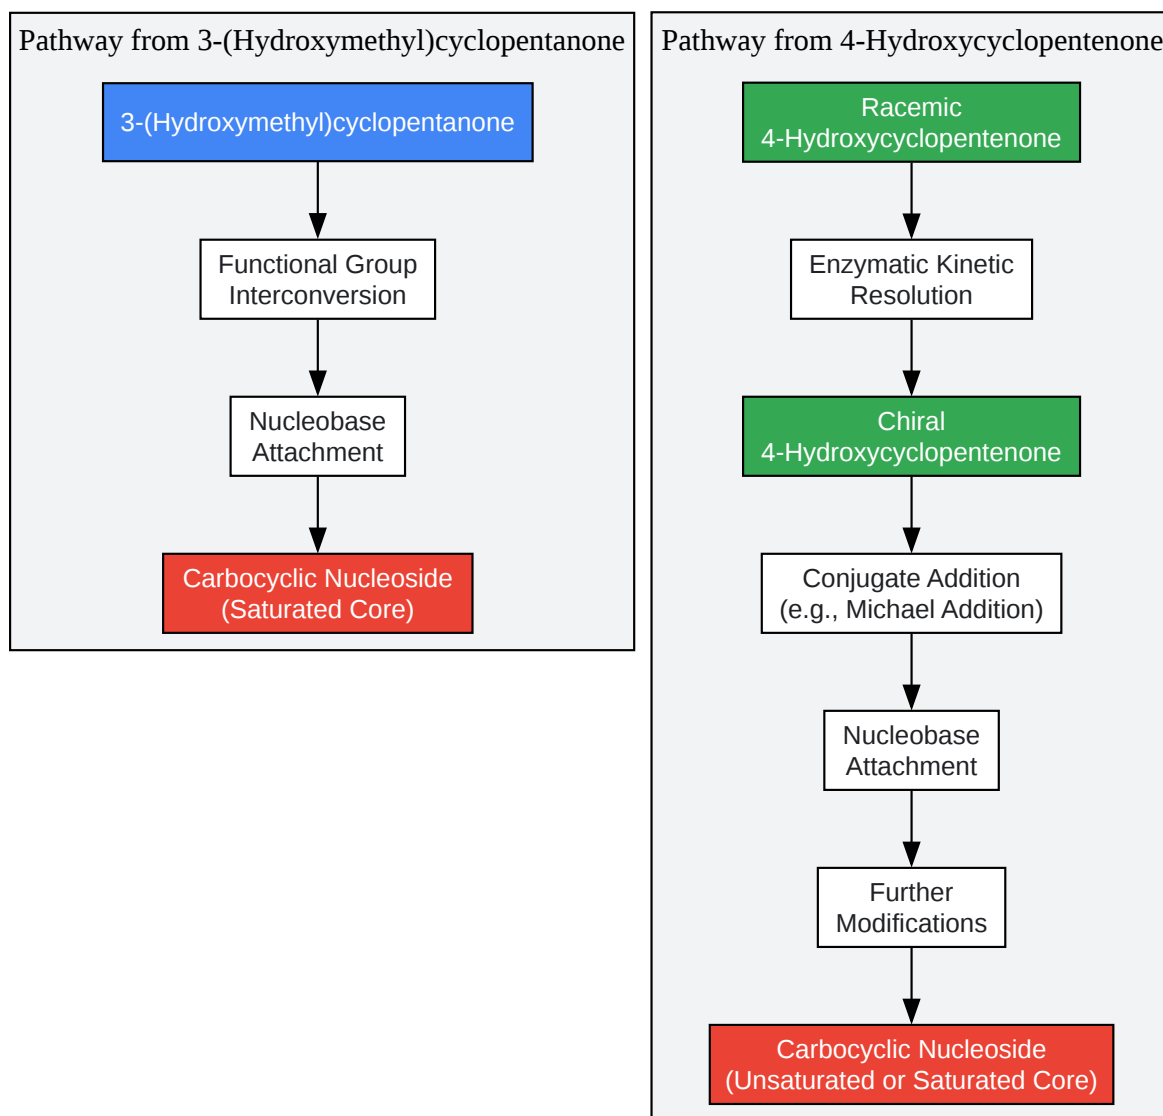 Pathway from 3-(Hydroxymethyl)cyclopentanone
3-(Hydroxymethyl)cyclopentanone
Functional Group
Interconversion
Nucleobase
Attachment
Carbocyclic Nucleoside
(Saturated Core)
Pathway from 4-Hydroxycyclopentenone
Racemic
4-Hydroxycyclopentenone
Enzymatic Kinetic
Resolution
Chiral
4-Hydroxycyclopentenone
Conjugate Addition
(e.g., Michael Addition)
Nucleobase
Attachment
Further
Modifications
Carbocyclic Nucleoside
(Unsaturated or Saturated Core)